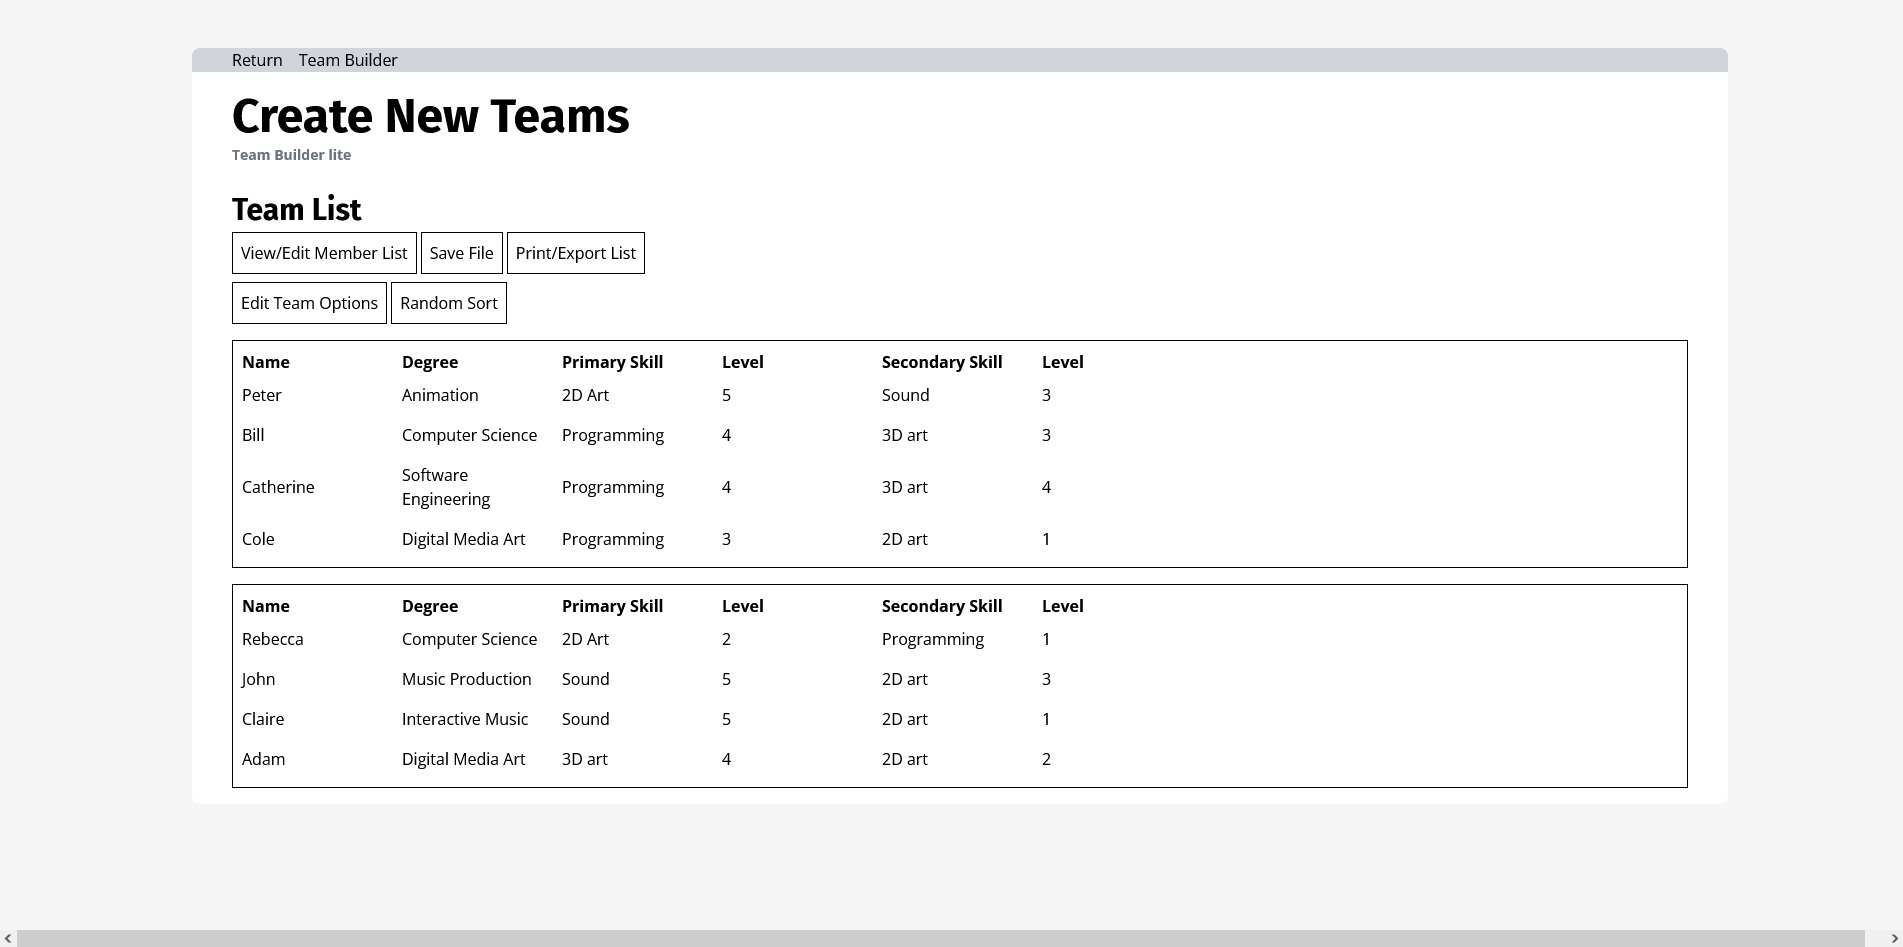 Return Team Builder
Create New Teams
Team Builder lite
Team List
View/Edit Member List Save File Print/Export List
Edit Team Options Random Sort
Name Degree Primary Skill Level Secondary Skill Level
Peter Animation 2D Art 5 Sound 3
Bill Computer Science Programming 4 3D art 3
Catherine Software Engineering Programming 4 3D art 4
Cole Digital Media Art Programming 3 2D art 1
Name Degree Primary Skill Level Secondary Skill Level
Rebecca Computer Science 2D Art 2 Programming 1
John Music Production Sound 5 2D art 3
Claire Interactive Music Sound 5 2D art 1
Adam Digital Media Art 3D art 4 2D art 2